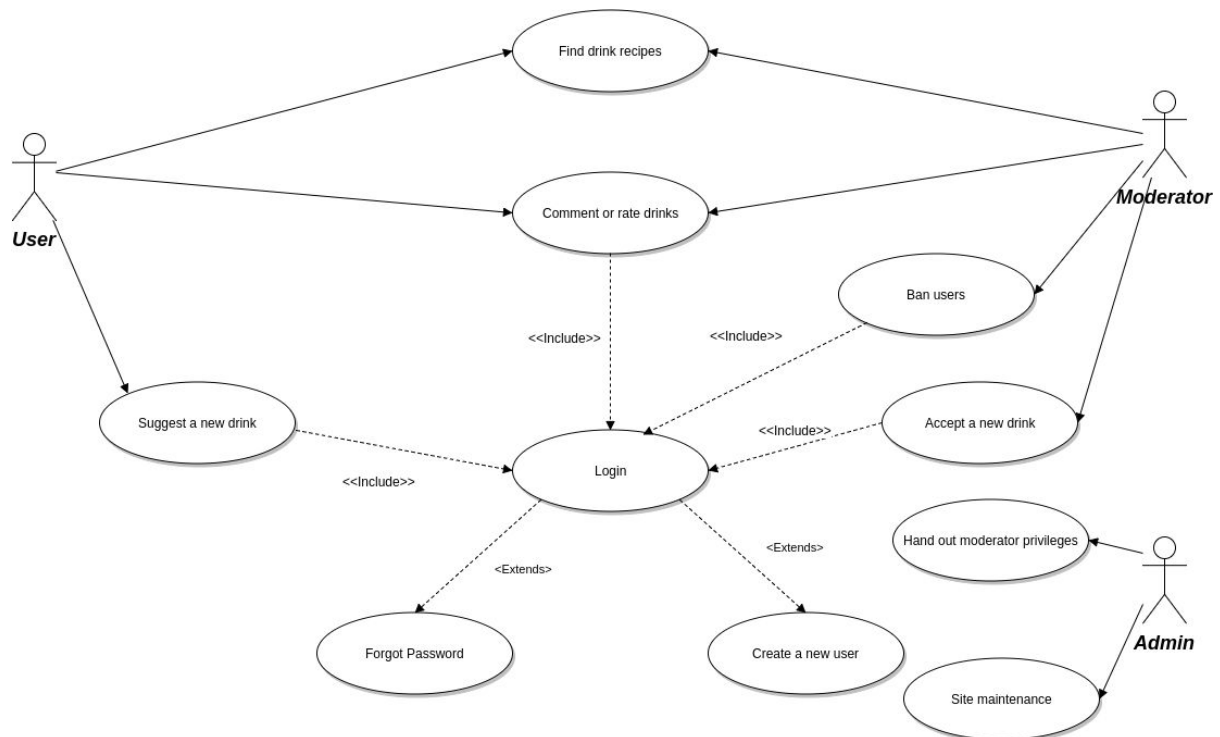 Find drink recipes
Moderator
Comment or rate drinks
User
Ban users
<<Include>>
<<Include>>
Suggest a new drink
Accept a new drink
<<Include>>
Login
<<Include>>
Hand out moderator privileges
<Extends>
<Extends>
Admin
Forgot Password
Create a new user
Site maintenance